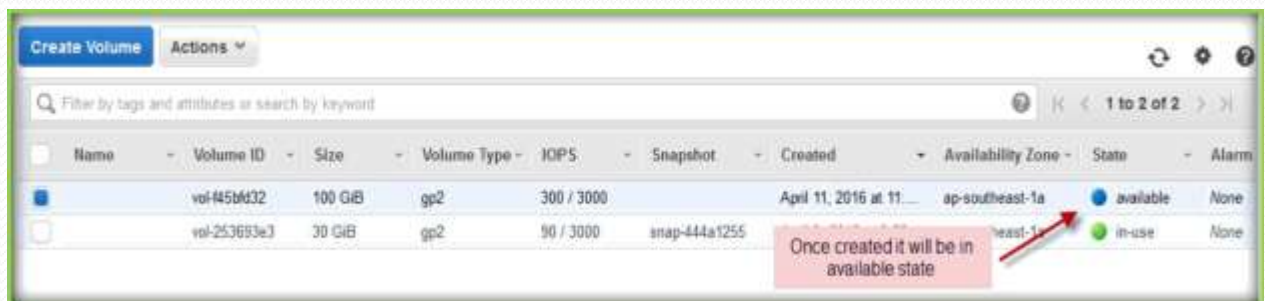 Create Volume Actions
Filter by tags and attributes or search by keyword 1 to 2 of 2
Name Volume ID Size Volume Type IOPS Snapshot Created Availability Zone State Alarm
vol-f45bfd32 100 GiB gp2 300 / 3000 April 11, 2016 at 11:... ap-southeast-1a available None
vol-253693e3 30 GiB gp2 90 / 3000 snap-444a1255 in-use None
Once created it will be in
available state